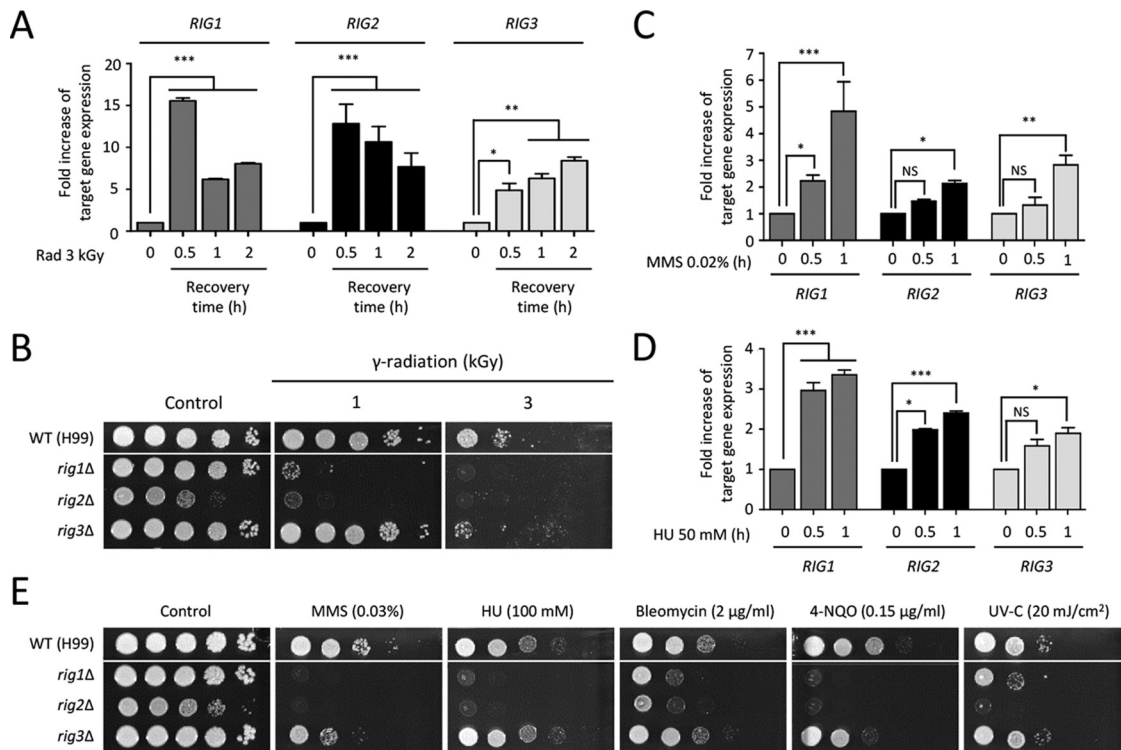 A
RIG1 RIG2 RIG3
Fold increase of
target gene expression
20
15
10
5
0
*** *** * **
Rad 3 kGy 0 0.5 1 2 0 0.5 1 2 0 0.5 1 2
Recovery
time (h)
Recovery
time (h)
Recovery
time (h)
B
γ-radiation (kGy)
Control 1 3
WT (H99)
rig1Δ
rig2Δ
rig3Δ
C
Fold increase of
target gene expression
7
6
5
4
3
2
1
0
* *** NS * NS **
MMS 0.02% (h) 0 0.5 1 0 0.5 1 0 0.5 1
RIG1 RIG2 RIG3
D
Fold increase of
target gene expression
4
3
2
1
0
*** * *** NS *
HU 50 mM (h) 0 0.5 1 0 0.5 1 0 0.5 1
RIG1 RIG2 RIG3
E
Control MMS (0.03%) HU (100 mM) Bleomycin (2 μg/ml) 4-NQO (0.15 μg/ml) UV-C (20 mJ/cm²)
WT (H99)
rig1Δ
rig2Δ
rig3Δ